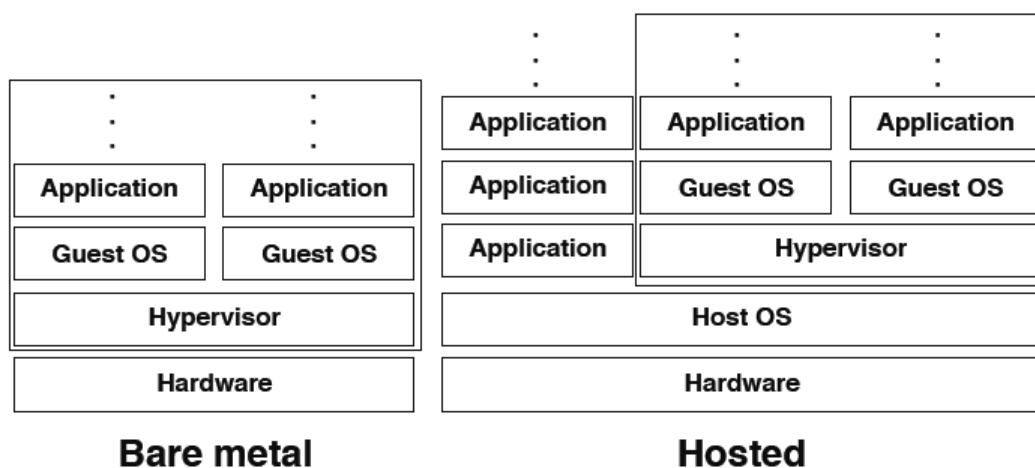 Application Application
Guest OS Guest OS
Hypervisor
Hardware
Bare metal
Application Application Application
Application Guest OS Guest OS
Application Hypervisor
Host OS
Hardware
Hosted